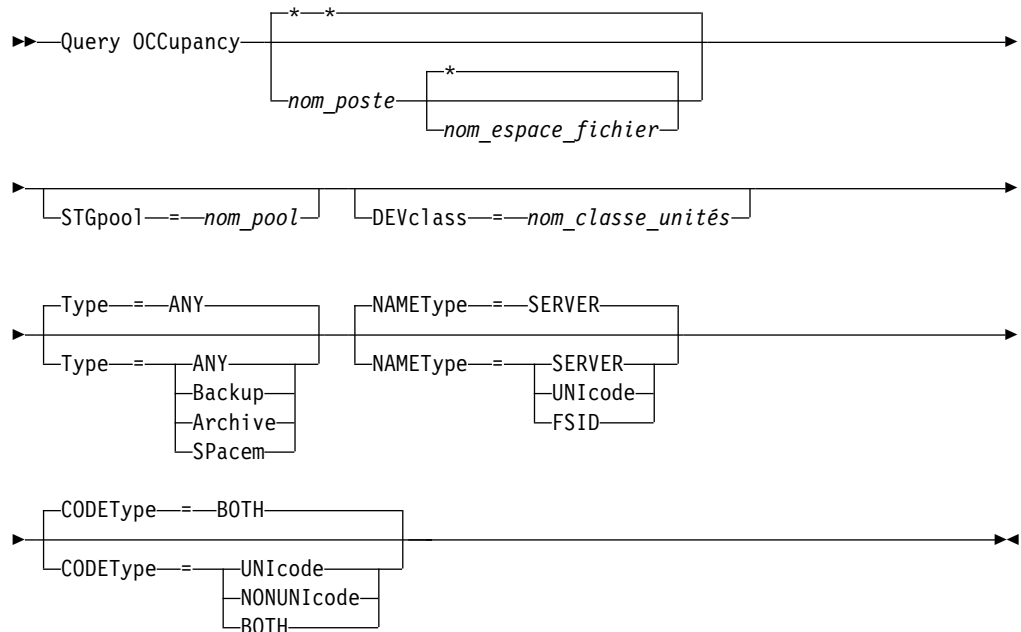 * *
Query OCCupancy
*
nom_poste
nom_espace_fichier
STGpool = nom_pool DEVclass = nom_classe_unités
Type = ANY NAMEType = SERVER
Type = ANY NAMEType = SERVER
Backup UNIcode
Archive FSID
SPacem
CODEType = BOTH
CODEType = UNIcode
NONUNIcode
BOTH